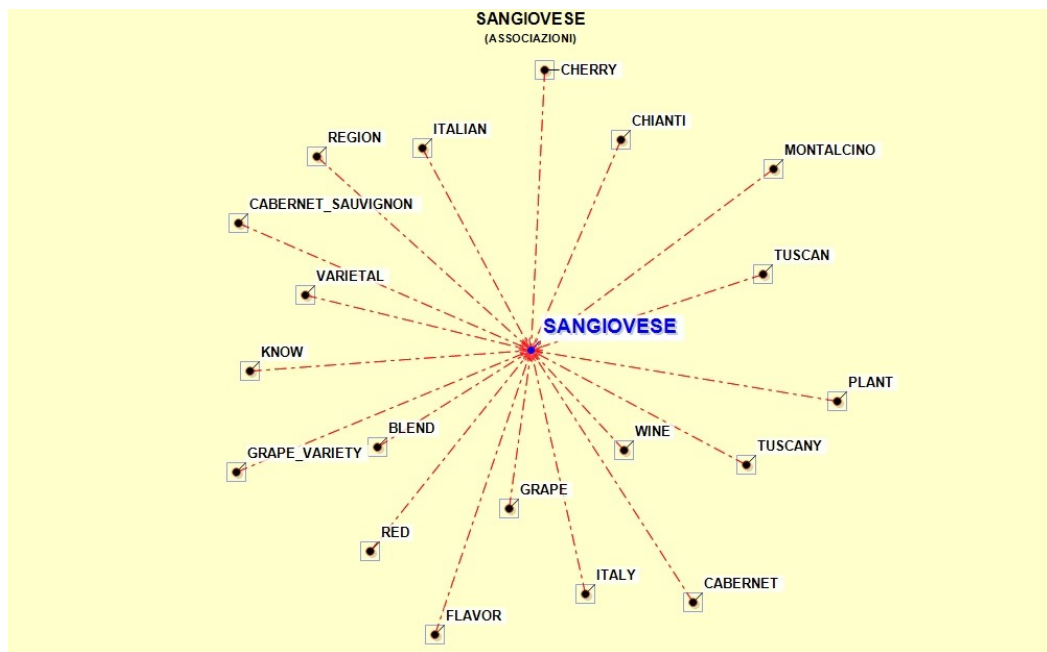 SANGIOVESE
(ASSOCIAZIONI)
CHERRY
CHIANTI
ITALIAN
REGION
MONTALCINO
CABERNET_SAUVIGNON
TUSCAN
VARIETAL
SANGIOVESE
KNOW
PLANT
BLEND
WINE
TUSCANY
GRAPE_VARIETY
GRAPE
RED
ITALY
CABERNET
FLAVOR